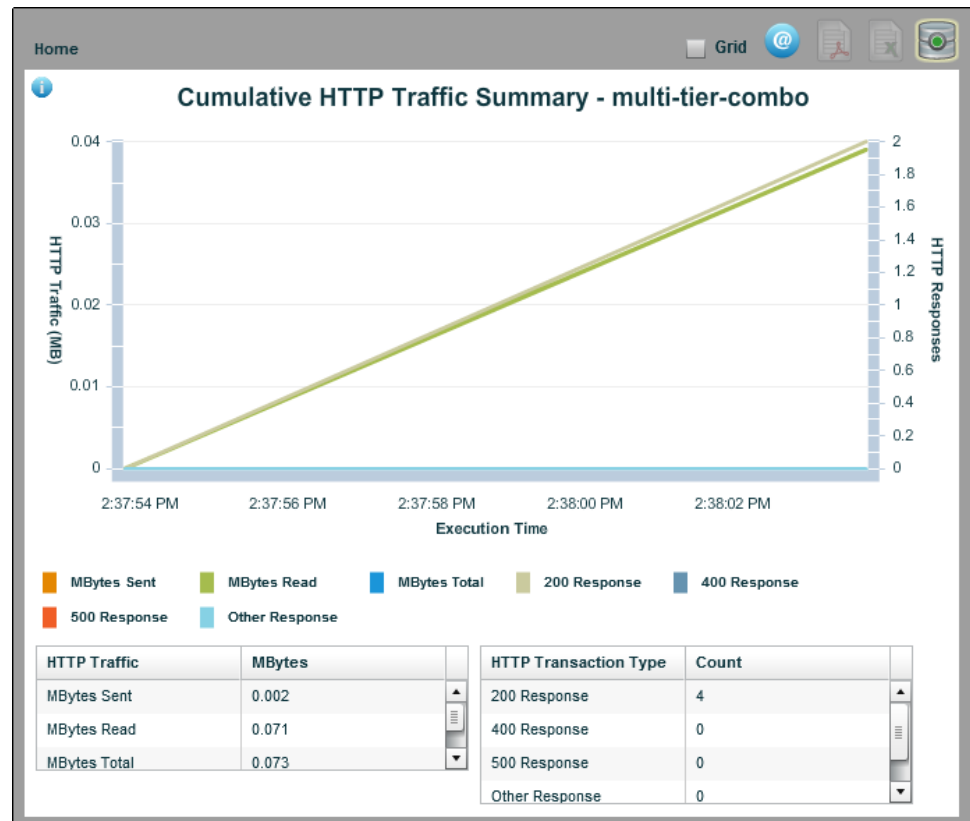 Home
Grid
Cumulative HTTP Traffic Summary - multi-tier-combo
0.04
0.03
0.02
0.01
0
HTTP Traffic (MB)
2
1.8
1.6
1.4
1.2
1
0.8
0.6
0.4
0.2
0
HTTP Responses
2:37:54 PM 2:37:56 PM 2:37:58 PM 2:38:00 PM 2:38:02 PM
Execution Time
MBytes Sent MBytes Read MBytes Total 200 Response 400 Response
500 Response Other Response
HTTP Traffic MBytes
MBytes Sent 0.002
MBytes Read 0.071
MBytes Total 0.073
HTTP Transaction Type Count
200 Response 4
400 Response 0
500 Response 0
Other Response 0